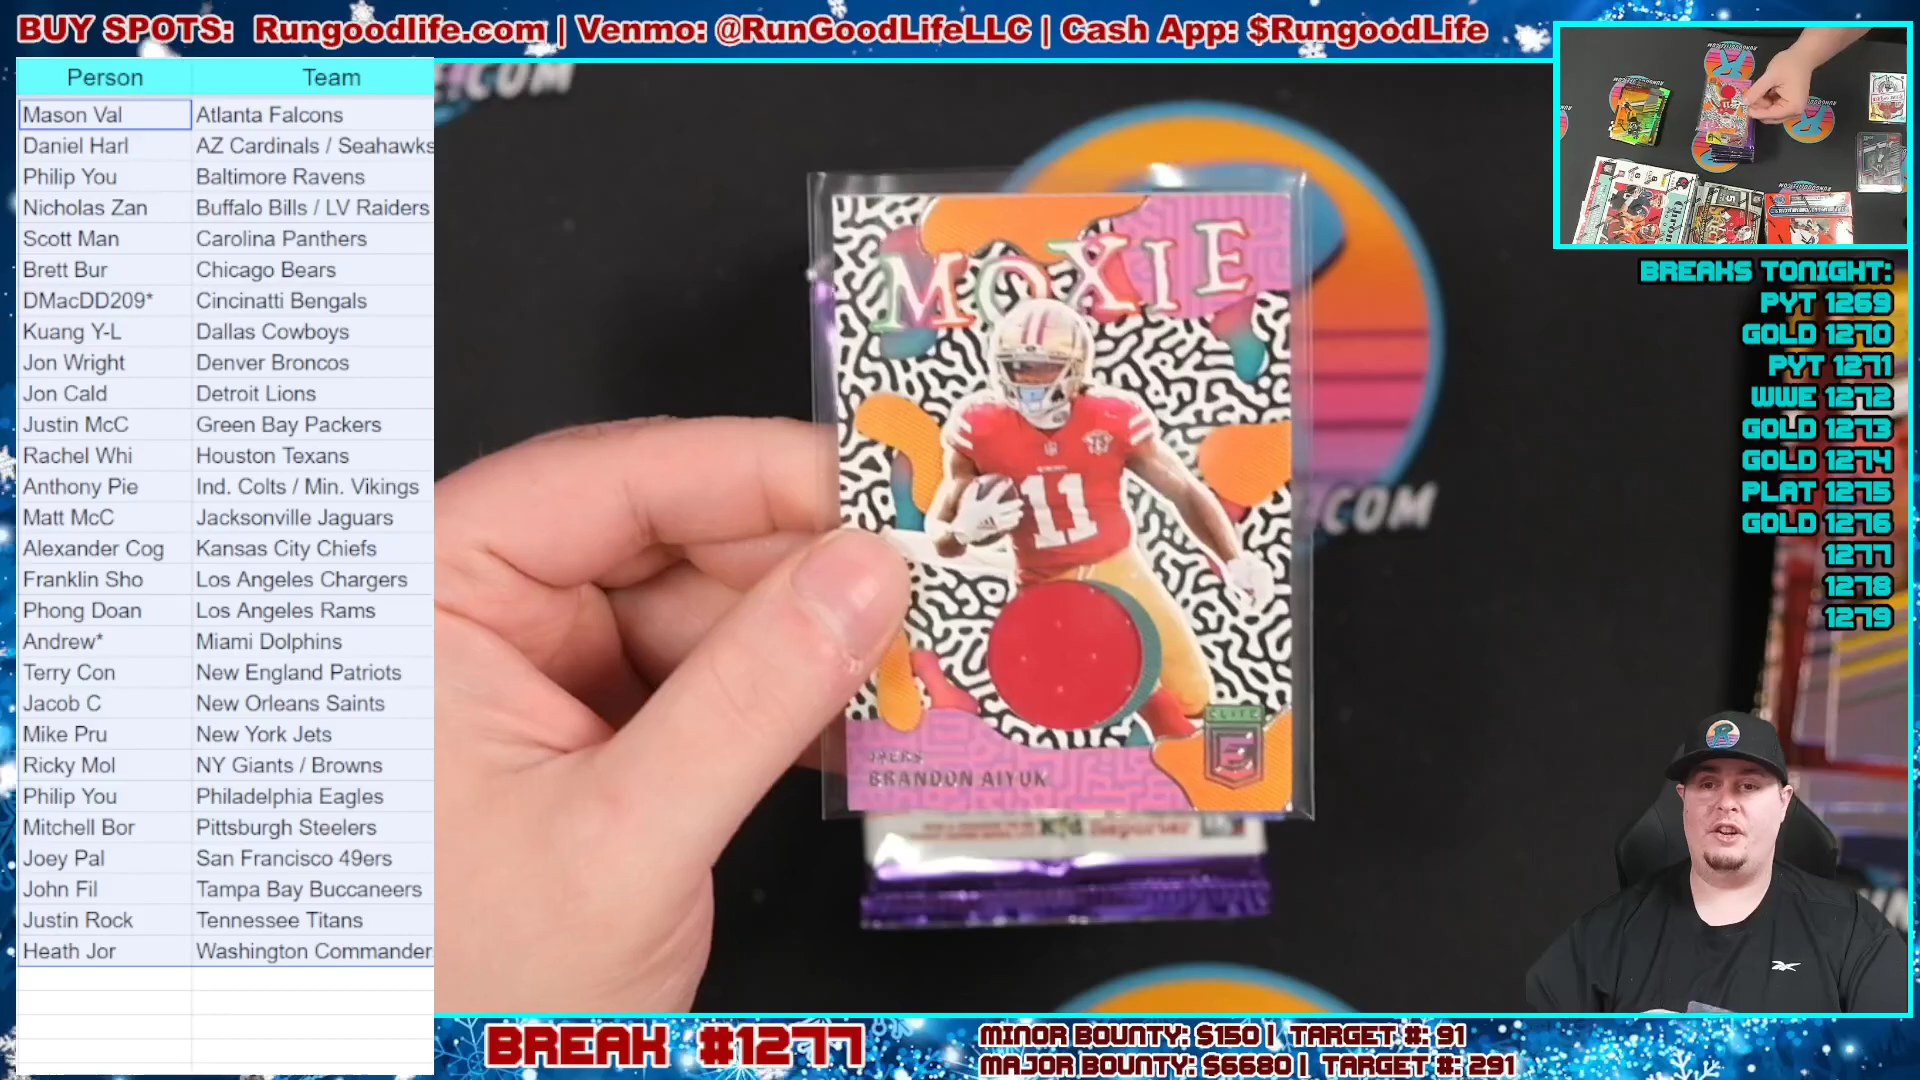 BUY SPOTS: Rungoodlife.com | Venmo: @RunGoodLifeLLC | Cash App: $RungoodLife
Person Team
Mason Val Atlanta Falcons
Daniel Harl AZ Cardinals / Seahawks
Philip You Baltimore Ravens
Nicholas Zan Buffalo Bills / LV Raiders
Scott Man Carolina Panthers
Brett Bur Chicago Bears
DMacDD209* Cincinatti Bengals
Kuang Y-L Dallas Cowboys
Jon Wright Denver Broncos
Jon Cald Detroit Lions
Justin McC Green Bay Packers
Rachel Whi Houston Texans
Anthony Pie Ind. Colts / Min. Vikings
Matt McC Jacksonville Jaguars
Alexander Cog Kansas City Chiefs
Franklin Sho Los Angeles Chargers
Phong Doan Los Angeles Rams
Andrew* Miami Dolphins
Terry Con New England Patriots
Jacob C New Orleans Saints
Mike Pru New York Jets
Ricky Mol NY Giants / Browns
Philip You Philadelphia Eagles
Mitchell Bor Pittsburgh Steelers
Joey Pal San Francisco 49ers
John Fil Tampa Bay Buccaneers
Justin Rock Tennessee Titans
Heath Jor Washington Commander
.COM
MOXIE
11
ELITE
E
49ERS
BRANDON AIYUK
Kid Reporter
.COM
BREAKS TONIGHT:
PYT 1269
GOLD 1270
PYT 1271
WWE 1272
GOLD 1273
GOLD 1274
PLAT 1275
GOLD 1276
1277
1278
1279
BREAK #1277
MINOR BOUNTY: $150 | TARGET #: 91
MAJOR BOUNTY: $6680 | TARGET #: 291